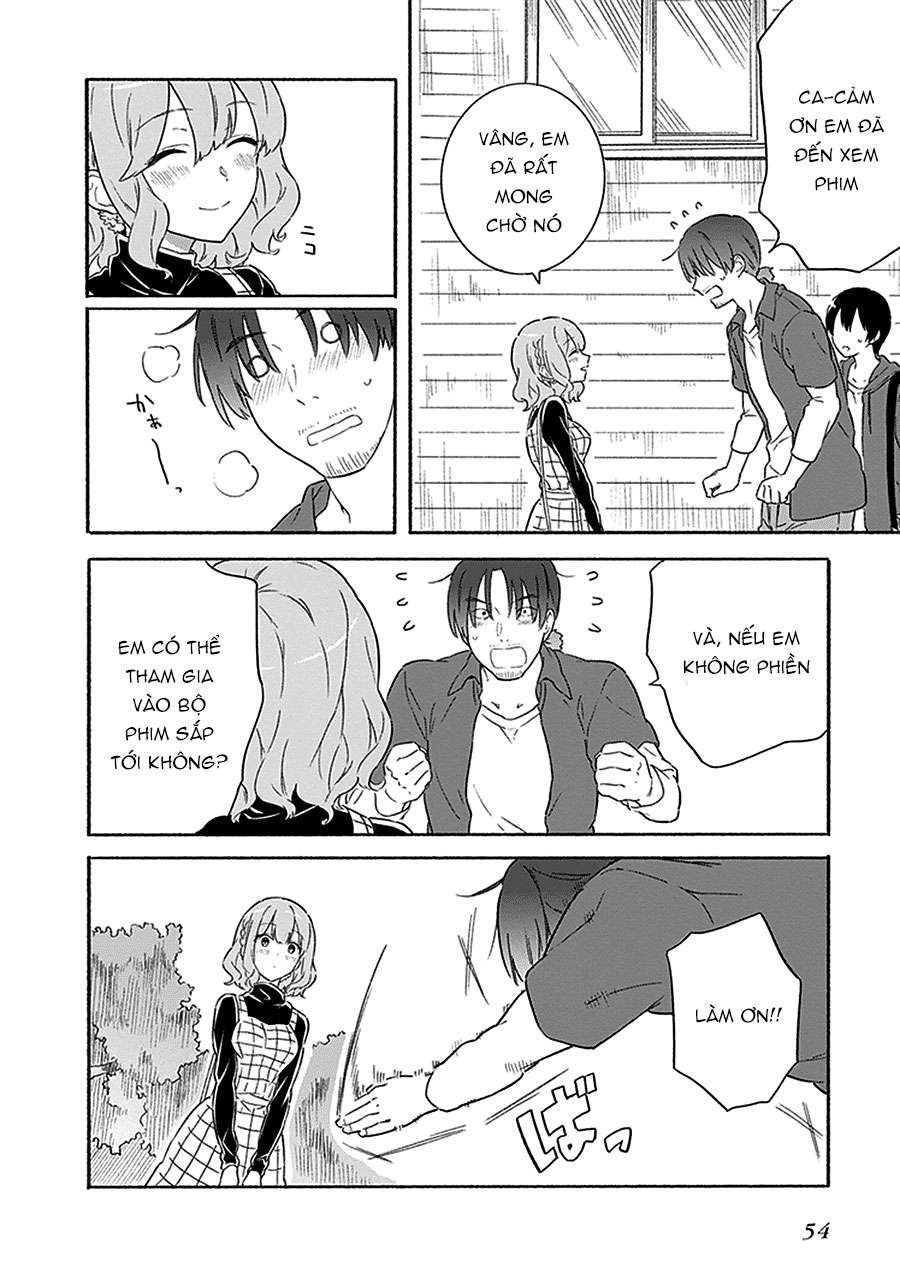 CA-CẢM
ƠN EM ĐÃ
ĐẾN XEM
PHIM
VÂNG, EM
ĐÃ RẤT
MONG
CHỜ NÓ
ニコ
かぁーっ
VÀ, NẾU EM
KHÔNG PHIỀN
EM CÓ THỂ
THAM GIA
VÀO BỘ
PHIM SẮP
TỚI KHÔNG?
LÀM ƠN!!
ばっ
54